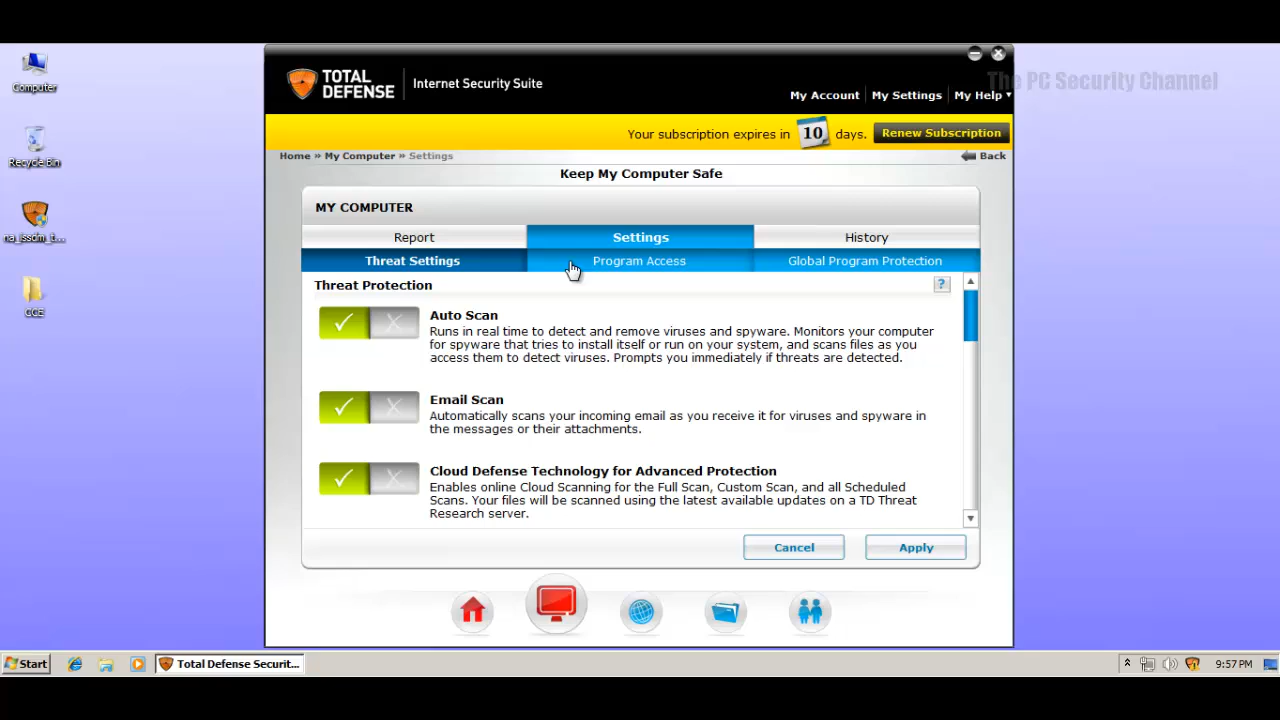 The PC Security Channel
Computer
Recycle Bin
na_issdm_t...
CCE
TOTAL DEFENSE
Internet Security Suite
My Account
My Settings
My Help
Your subscription expires in 10 days.
Renew Subscription
Home » My Computer » Settings
Back
Keep My Computer Safe
MY COMPUTER
Report
Settings
History
Threat Settings
Program Access
Global Program Protection
Threat Protection
?
Auto Scan
Runs in real time to detect and remove viruses and spyware. Monitors your computer
for spyware that tries to install itself or run on your system, and scans files as you
access them to detect viruses. Prompts you immediately if threats are detected.
Email Scan
Automatically scans your incoming email as you receive it for viruses and spyware in
the messages or their attachments.
Cloud Defense Technology for Advanced Protection
Enables online Cloud Scanning for the Full Scan, Custom Scan, and all Scheduled
Scans. Your files will be scanned using the latest available updates on a TD Threat
Research server.
Cancel
Apply
Start
Total Defense Securit...
9:57 PM